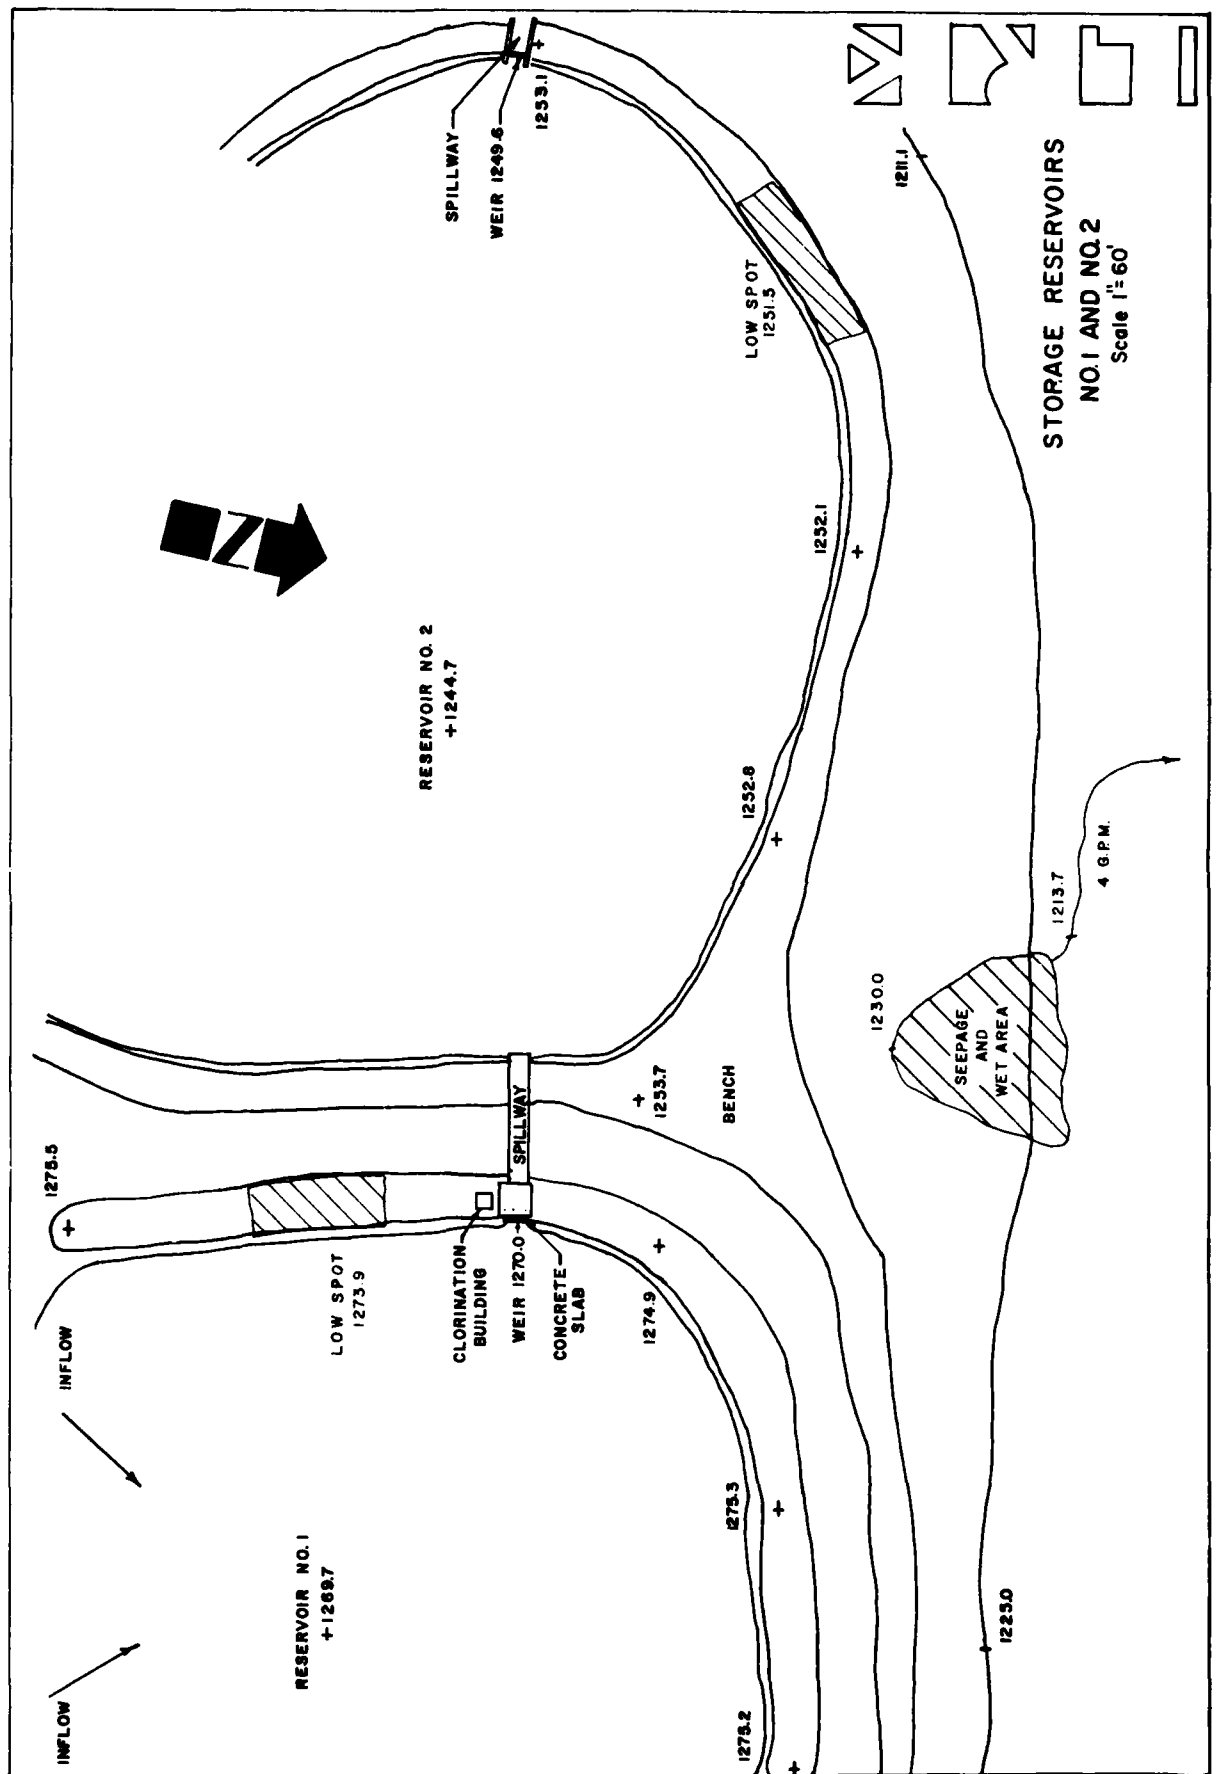 INFLOW
INFLOW
RESERVOIR NO. 1
+1269.7
1275.5
LOW SPOT
1273.9
CLORINATION
BUILDING
WEIR 1270.0
CONCRETE
SLAB
SPILLWAY
1274.9
1275.3
1275.2
1253.7
BENCH
RESERVOIR NO. 2
+1244.7
N
SPILLWAY
WEIR 1249.6
1253.1
LOW SPOT
1251.5
1252.1
1252.8
1230.0
SEEPAGE
AND
WET AREA
1213.7
4 G.P.M.
1225.0
1211.1
STORAGE RESERVOIRS
NO. 1 AND NO. 2
Scale 1"=60'